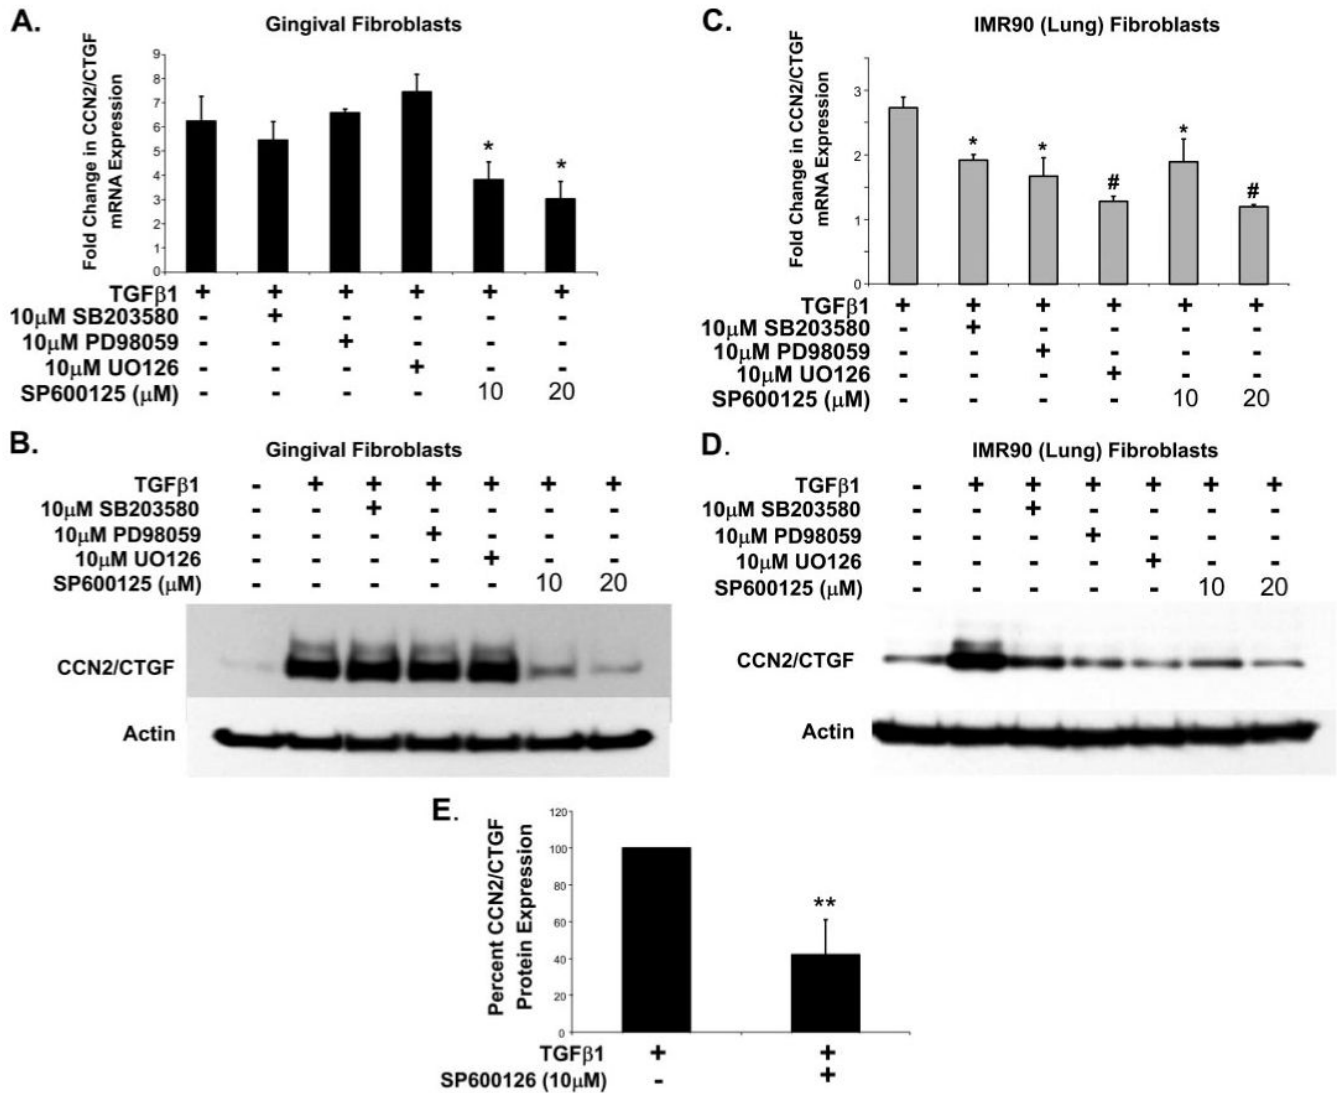 A.
Gingival Fibroblasts
Fold Change in CCN2/CTGF
mRNA Expression
9
8
7
6
5
4
3
2
1
0
* *
TGFβ1 + + + + + +
10μM SB203580 - + - - - -
10μM PD98059 - - + - - -
10μM UO126 - - - + - -
SP600125 (μM) - - - - 10 20
C.
IMR90 (Lung) Fibroblasts
Fold Change in CCN2/CTGF
mRNA Expression
3
2
1
0
* * # * #
TGFβ1 + + + + + +
10μM SB203580 - + - - - -
10μM PD98059 - - + - - -
10μM UO126 - - - + - -
SP600125 (μM) - - - - 10 20
B.
Gingival Fibroblasts
TGFβ1 - + + + + + +
10μM SB203580 - - + - - - -
10μM PD98059 - - - + - - -
10μM UO126 - - - - + - -
SP600125 (μM) - - - - - 10 20
CCN2/CTGF
Actin
D.
IMR90 (Lung) Fibroblasts
TGFβ1 - + + + + + +
10μM SB203580 - - + - - - -
10μM PD98059 - - - + - - -
10μM UO126 - - - - + - -
SP600125 (μM) - - - - - 10 20
CCN2/CTGF
Actin
E.
Percent CCN2/CTGF
Protein Expression
120
100
80
60
40
20
0
**
TGFβ1 + +
SP600126 (10μM) - +